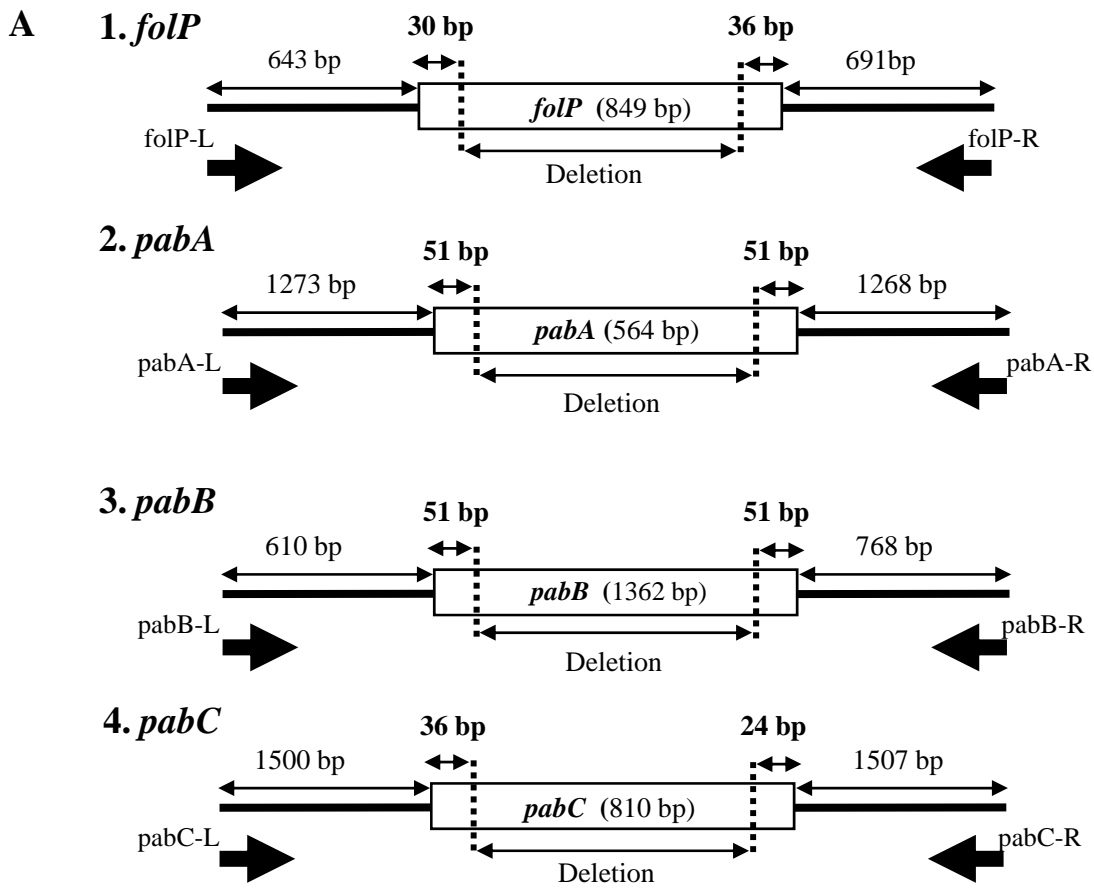 A
1. folP
30 bp
36 bp
643 bp
691bp
folP (849 bp)
folP-L
folP-R
Deletion
2. pabA
51 bp
51 bp
1273 bp
1268 bp
pabA (564 bp)
pabA-L
pabA-R
Deletion
3. pabB
51 bp
51 bp
610 bp
768 bp
pabB (1362 bp)
pabB-L
pabB-R
Deletion
4. pabC
36 bp
24 bp
1500 bp
1507 bp
pabC (810 bp)
pabC-L
pabC-R
Deletion